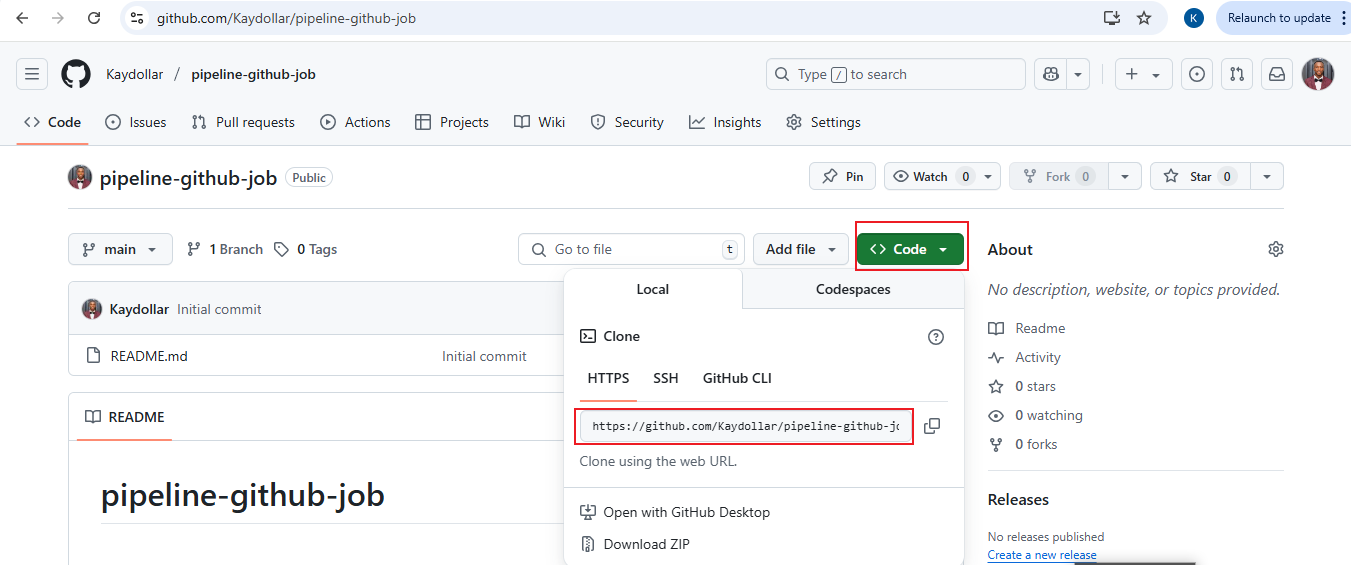 github.com/Kaydollar/pipeline-github-job
K
Relaunch to update
Kaydollar / pipeline-github-job
Type / to search
Code Issues Pull requests Actions Projects Wiki Security Insights Settings
pipeline-github-job Public
Pin Watch 0 Fork 0 Star 0
main 1 Branch 0 Tags
Go to file t
Add file
Code
About
No description, website, or topics provided.
Readme
Activity
0 stars
0 watching
0 forks
Releases
No releases published
Create a new release
Kaydollar Initial commit
README.md Initial commit
README
pipeline-github-job
Local Codespaces
Clone
HTTPS SSH GitHub CLI
https://github.com/Kaydollar/pipeline-github-jo
Clone using the web URL.
Open with GitHub Desktop
Download ZIP